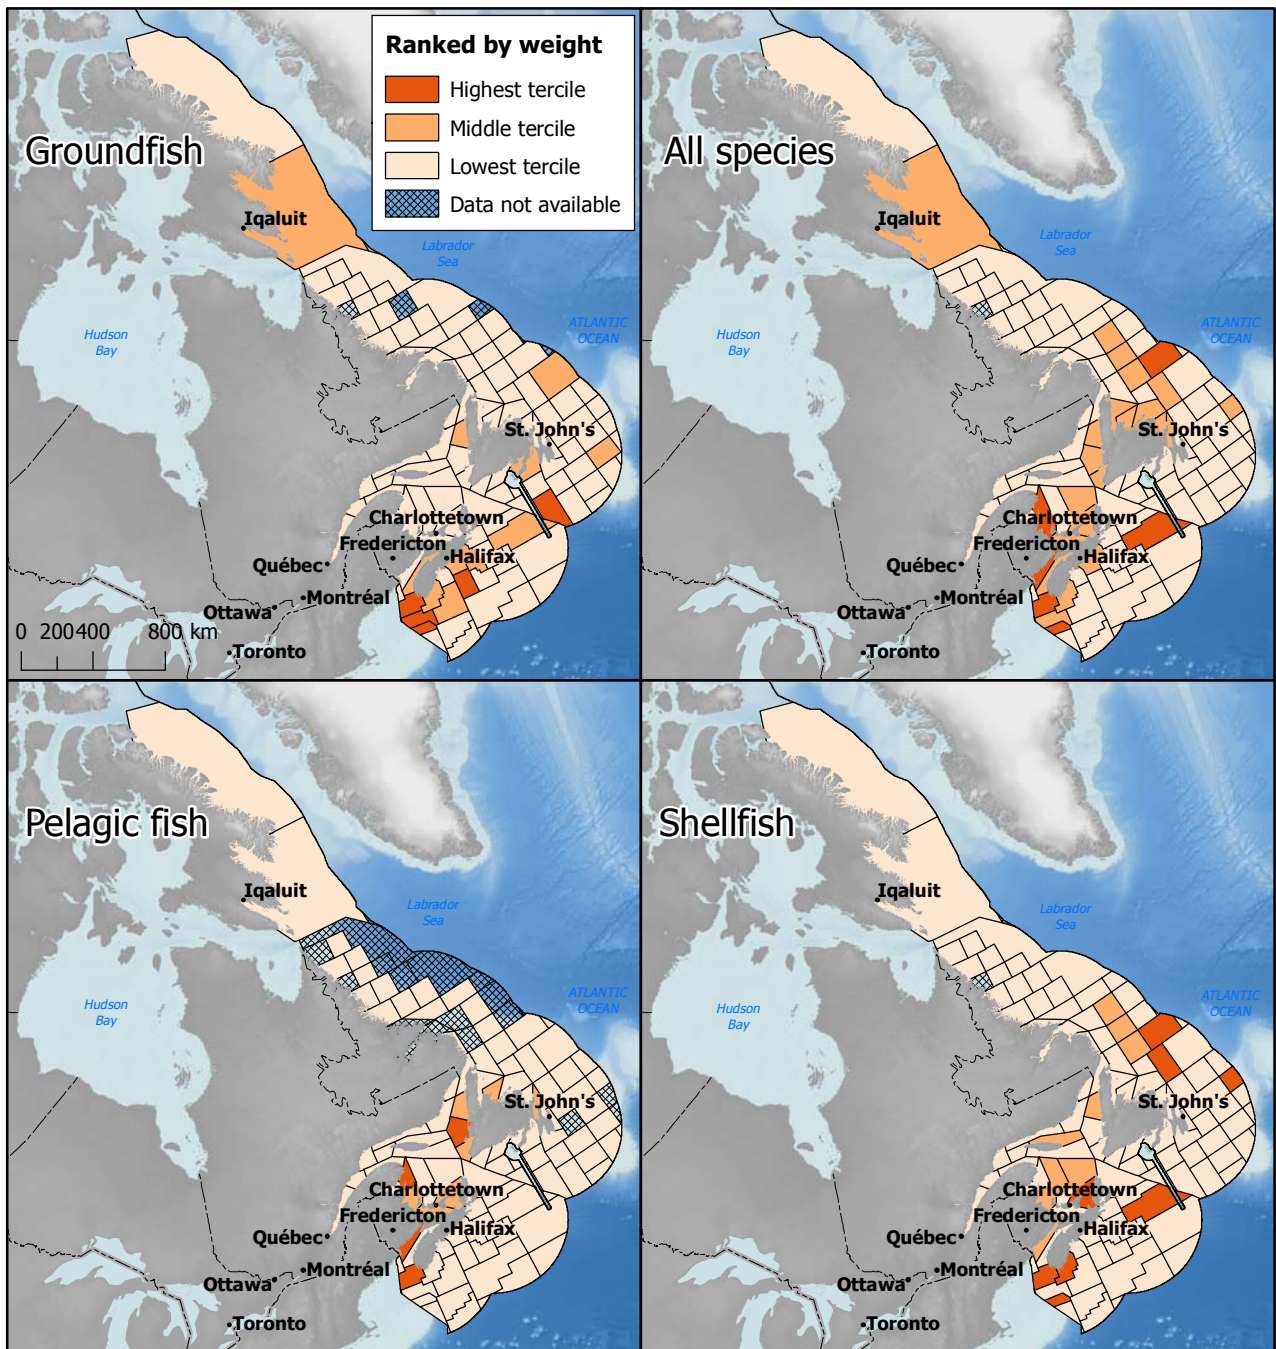 Ranked by weight
Highest tercile
Middle tercile
Lowest tercile
Data not available
Groundfish
Iqaluit
Labrador
Sea
ATLANTIC
OCEAN
Hudson
Bay
St. John's
Charlottetown
Fredericton
Halifax
Québec
Montréal
Ottawa
Toronto
0 200400 800 km
All species
Iqaluit
Labrador
Sea
ATLANTIC
OCEAN
Hudson
Bay
St. John's
Charlottetown
Fredericton
Halifax
Québec
Montréal
Ottawa
Toronto
Pelagic fish
Iqaluit
Labrador
Sea
ATLANTIC
OCEAN
Hudson
Bay
St. John's
Charlottetown
Fredericton
Halifax
Québec
Montréal
Ottawa
Toronto
Shellfish
Iqaluit
Labrador
Sea
ATLANTIC
OCEAN
Hudson
Bay
St. John's
Charlottetown
Fredericton
Halifax
Québec
Montréal
Ottawa
Toronto